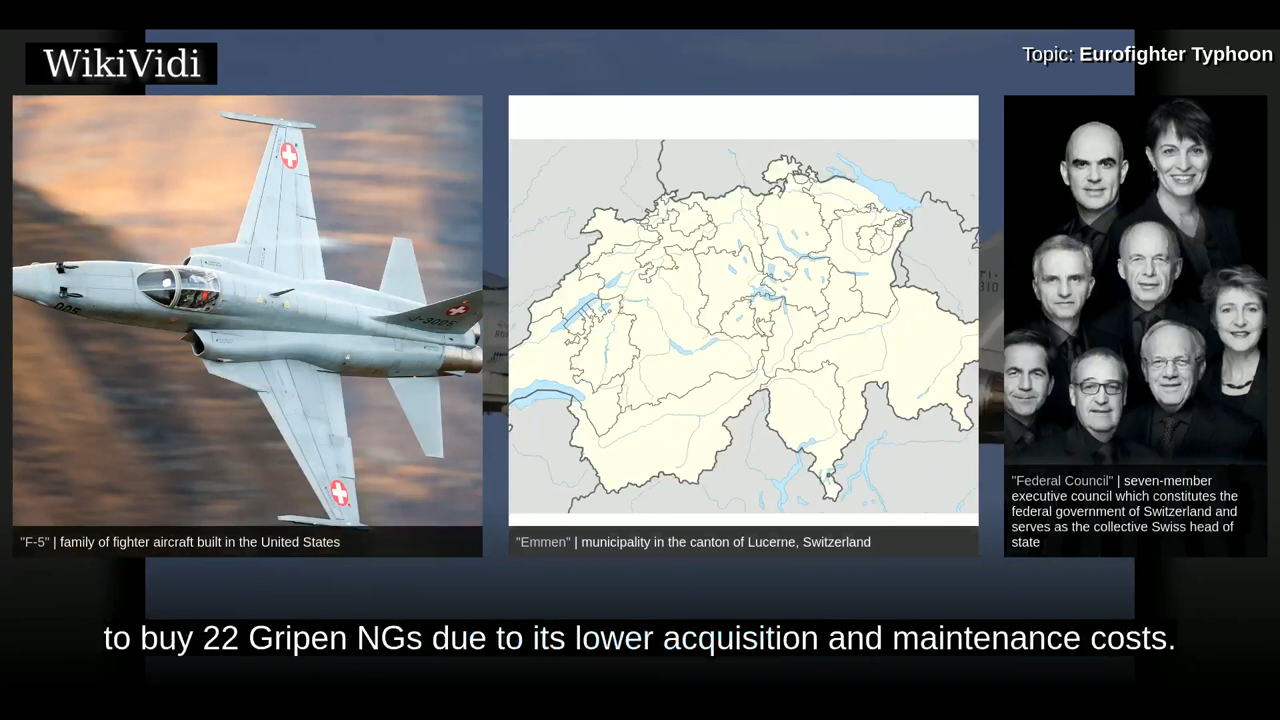 WikiVidi
Topic: Eurofighter Typhoon
J-3005
005
310
"F-5" | family of fighter aircraft built in the United States
"Emmen" | municipality in the canton of Lucerne, Switzerland
"Federal Council" | seven-member
executive council which constitutes the
federal government of Switzerland and
serves as the collective Swiss head of
state
to buy 22 Gripen NGs due to its lower acquisition and maintenance costs.